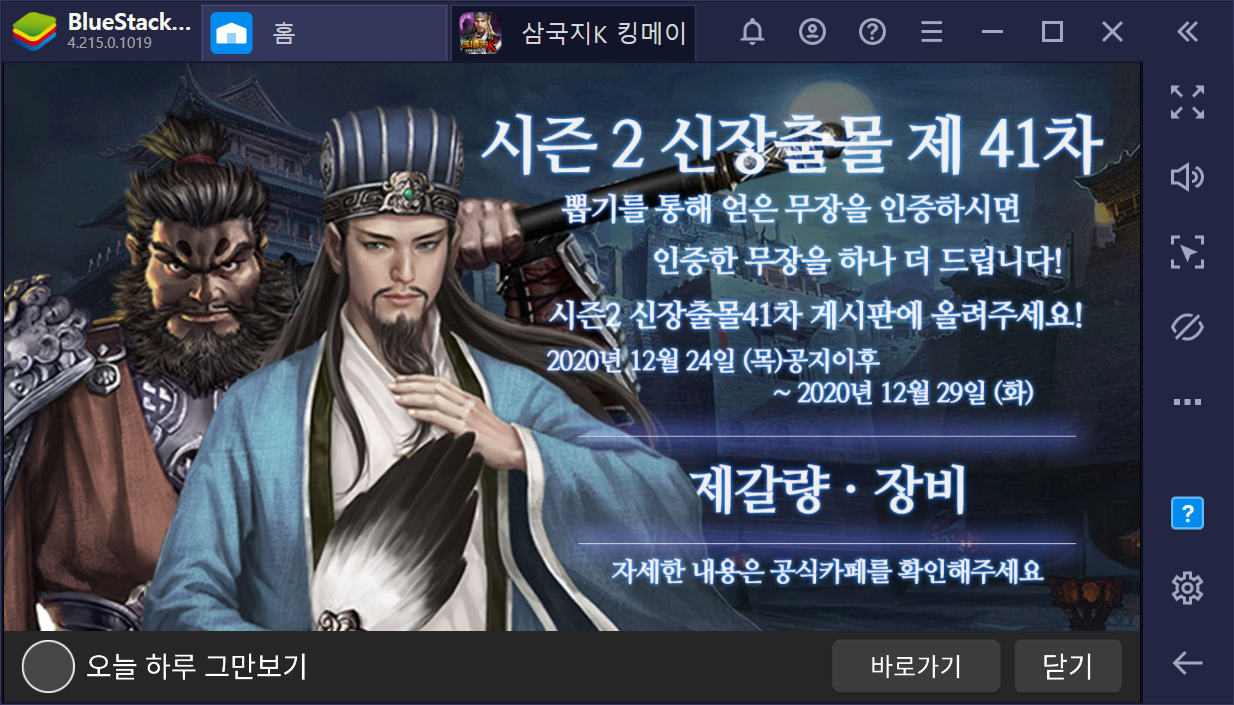 BlueStack...
4.215.0.1019
홈
삼국지K 킹메이
시즌 2 신장출몰 제 41차
뽑기를 통해 얻은 무장을 인증하시면
인증한 무장을 하나 더 드립니다!
시즌2 신장출몰41차 게시판에 올려주세요!
2020년 12월 24일 (목)공지이후
~ 2020년 12월 29일 (화)
제갈량 · 장비
자세한 내용은 공식카페를 확인해주세요
오늘 하루 그만보기
바로가기
닫기